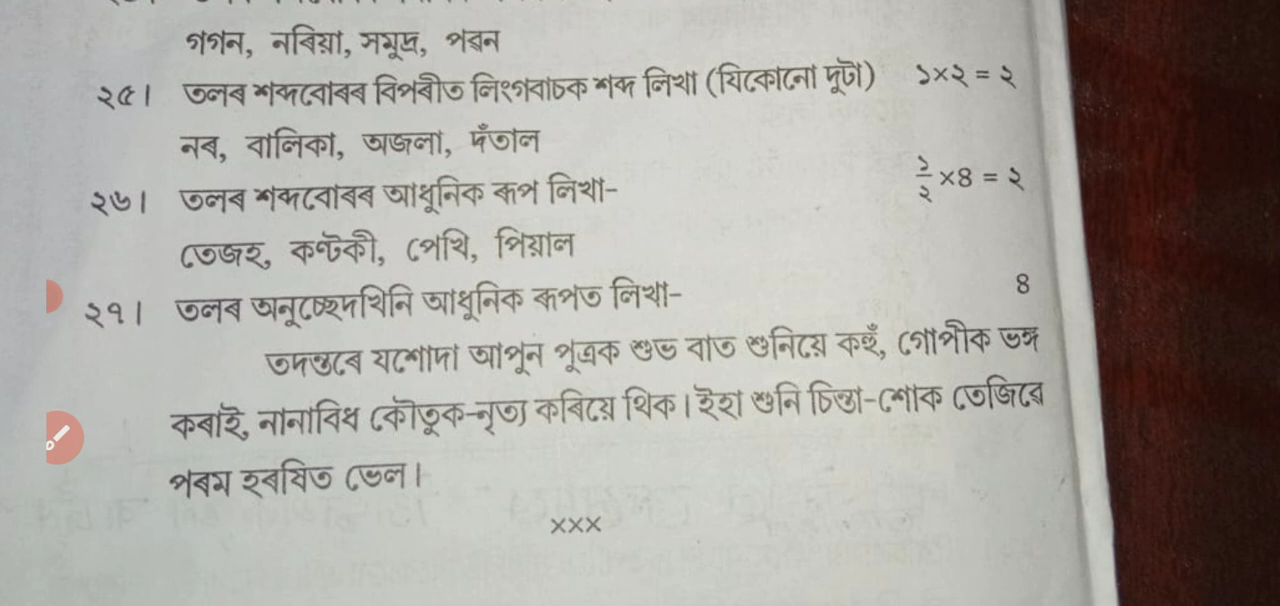 গগন, নৰিয়া, সমুদ্ৰ, পৱন
২৫। তলৰ শব্দবোৰৰ বিপৰীত লিংগবাচক শব্দ লিখা (যিকোনো দুটা) ১×২ = ২
নৰ, বালিকা, অজলা, দঁতাল
২৬। তলৰ শব্দবোৰৰ আধুনিক ৰূপ লিখা- ১/২ ×৪ = ২
তেজহ, কণ্টকী, পেখি, পিয়াল
২৭। তলৰ অনুচ্ছেদখিনি আধুনিক ৰূপত লিখা- ৪
তদন্তৰে যশোদা আপুন পুত্ৰক শুভ বাত শুনিয়ে কহুঁ, গোপীক ভঙ্গ
কৰাই, নানাবিধ কৌতুক-নৃত্য কৰিয়ে থিক। ইহা শুনি চিন্তা-শোক তেজিৱে
পৰম হৰষিত ভেল।
×××